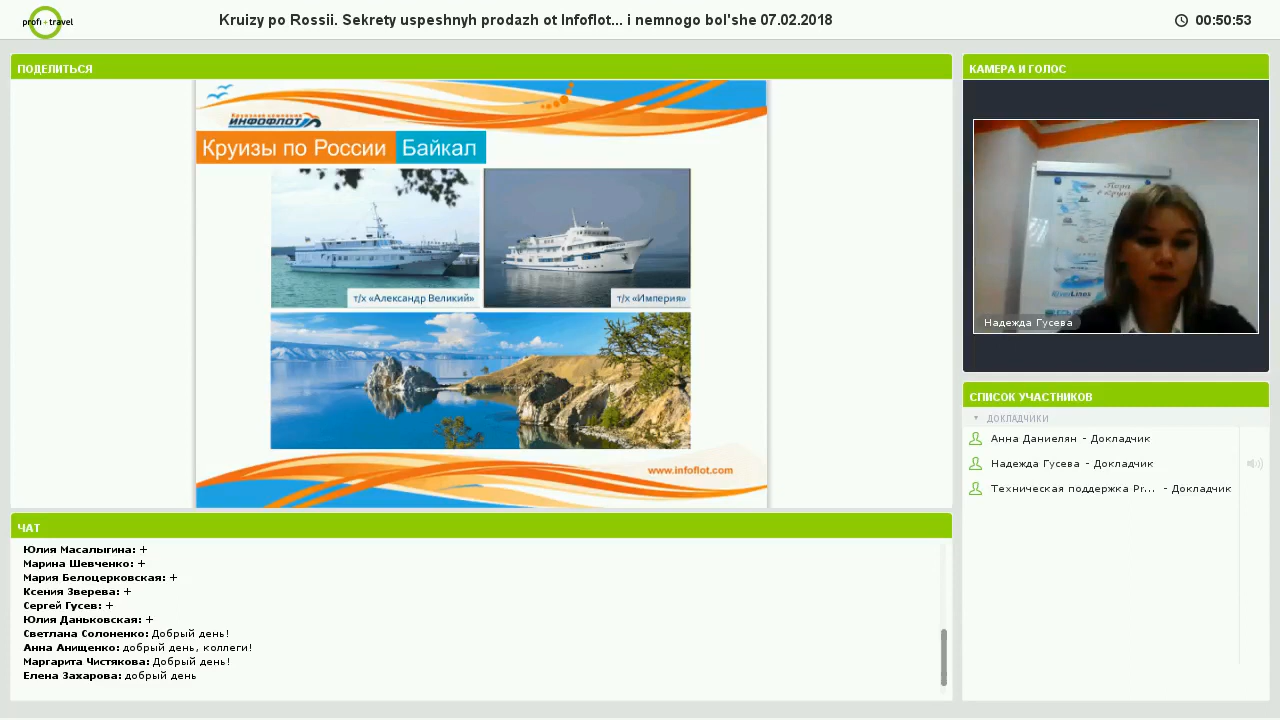 profi+travel
Kruizy po Rossii. Sekrety uspeshnyh prodazh ot Infoflot... i nemnogo bol'she 07.02.2018
00:50:53
ПОДЕЛИТЬСЯ
Круизная компания
ИНФОФЛОТ
Круизы по России Байкал
т/х «Александр Великий»
т/х «Империя»
www.infoflot.com
ЧАТ
Юлия Масалыгина: +
Марина Шевченко: +
Мария Белоцерковская: +
Ксения Зверева: +
Сергей Гусев: +
Юлия Даньковская: +
Светлана Солоненко: Добрый день!
Анна Анищенко: добрый день, коллеги!
Маргарита Чистякова: Добрый день!
Елена Захарова: добрый день
КАМЕРА И ГОЛОС
Надежда Гусева
СПИСОК УЧАСТНИКОВ
ДОКЛАДЧИКИ
Анна Даниелян - Докладчик
Надежда Гусева - Докладчик
Техническая поддержка Pr... - Докладчик